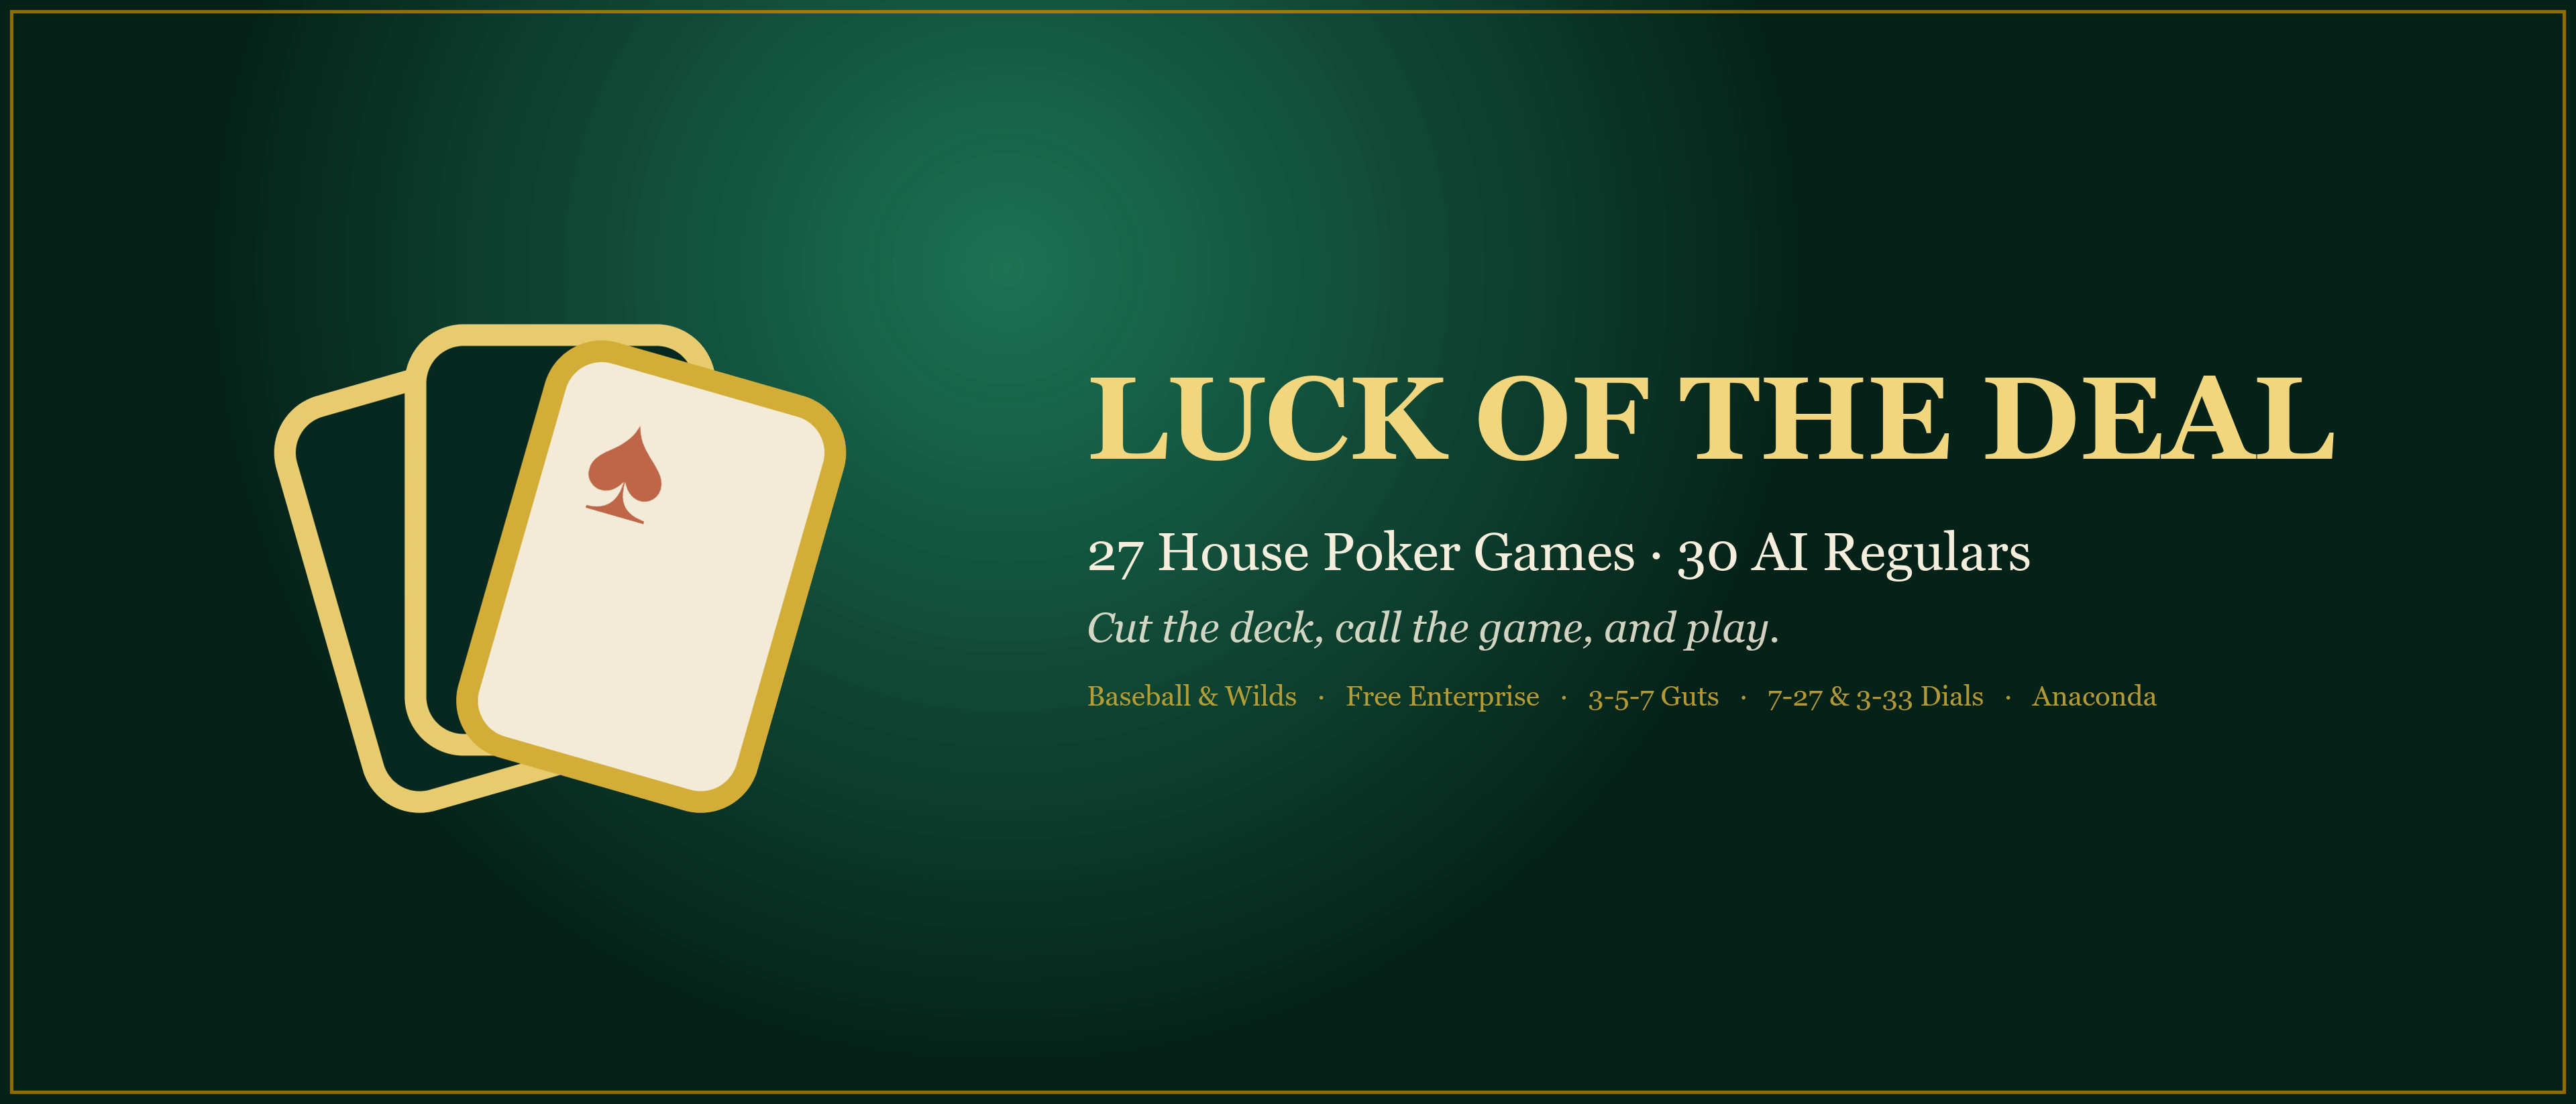 LUCK OF THE DEAL
27 House Poker Games · 30 AI Regulars
Cut the deck, call the game, and play.
Baseball & Wilds · Free Enterprise · 3-5-7 Guts · 7-27 & 3-33 Dials · Anaconda